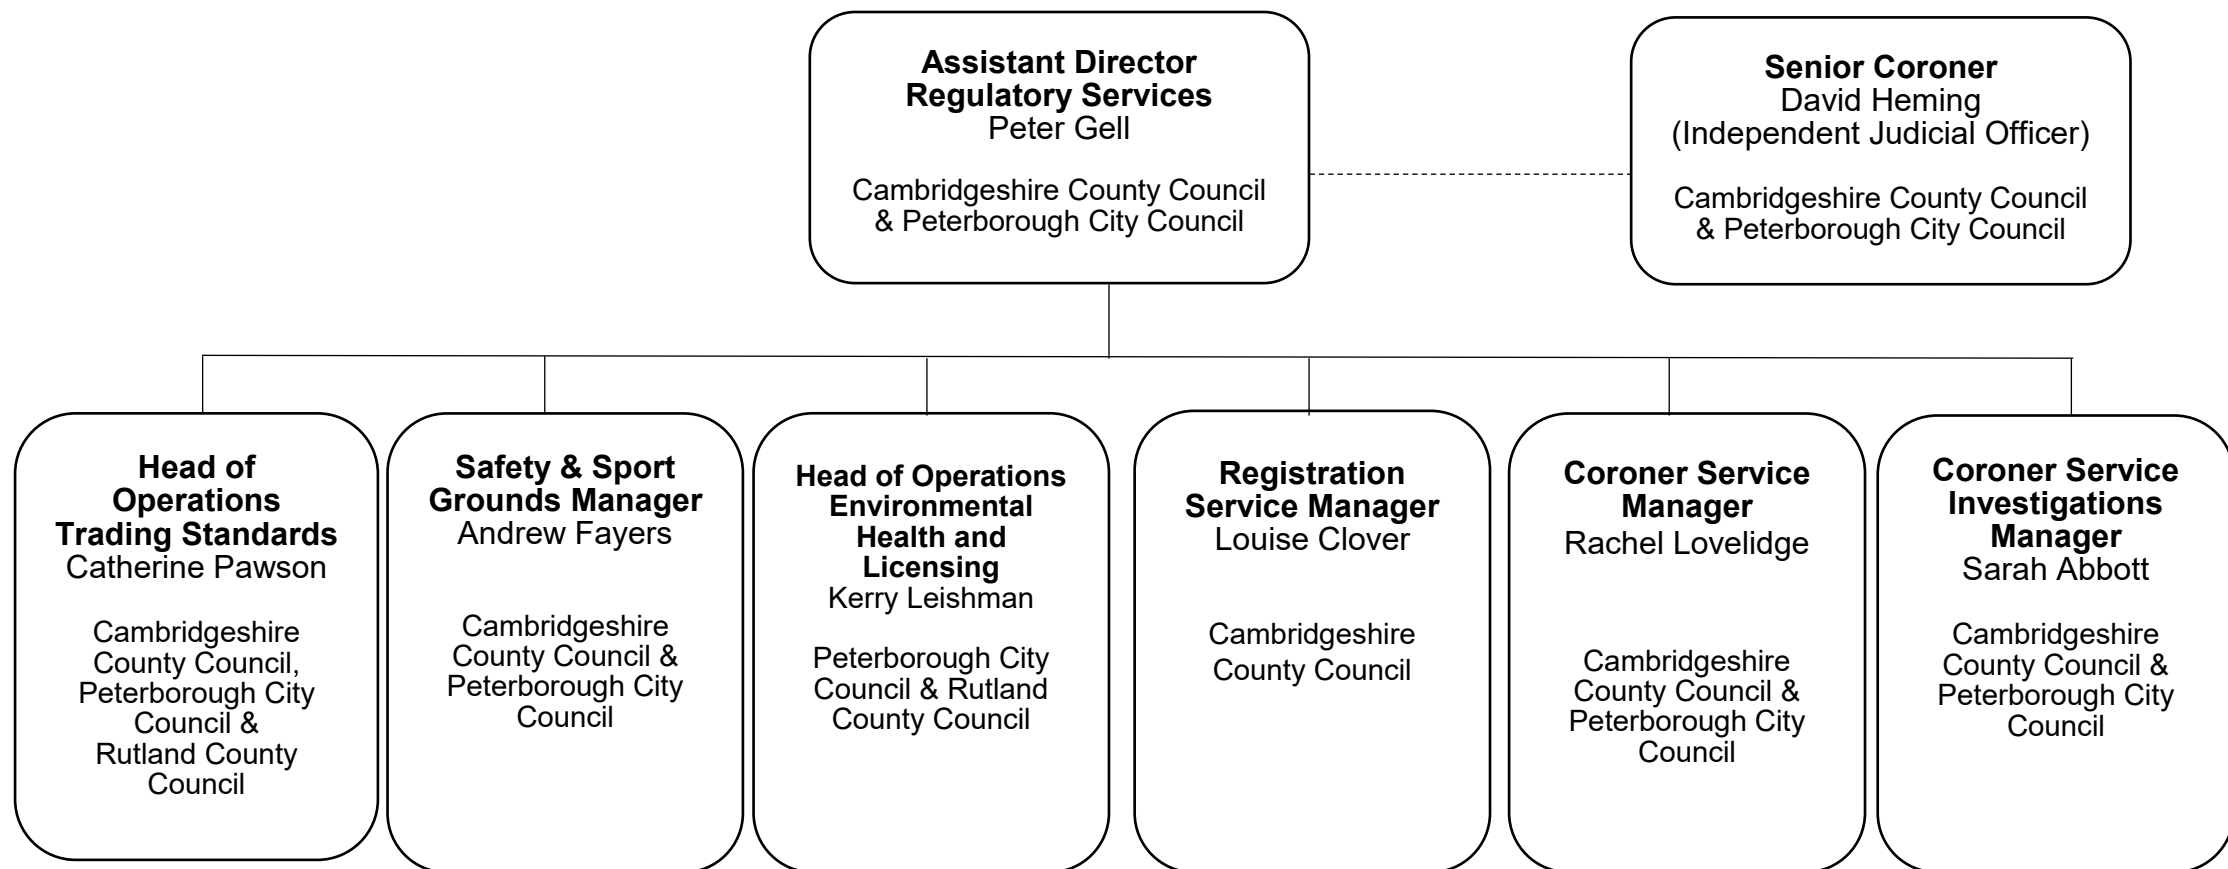 Assistant Director
Regulatory Services
Peter Gell
Cambridgeshire County Council
& Peterborough City Council
Senior Coroner
David Heming
(Independent Judicial Officer)
Cambridgeshire County Council
& Peterborough City Council
Head of
Operations
Trading Standards
Catherine Pawson
Cambridgeshire
County Council,
Peterborough City
Council &
Rutland County
Council
Safety & Sport
Grounds Manager
Andrew Fayers
Cambridgeshire
County Council &
Peterborough City
Council
Head of Operations
Environmental
Health and
Licensing
Kerry Leishman
Peterborough City
Council & Rutland
County Council
Registration
Service Manager
Louise Clover
Cambridgeshire
County Council
Coroner Service
Manager
Rachel Lovelidge
Cambridgeshire
County Council &
Peterborough City
Council
Coroner Service
Investigations
Manager
Sarah Abbott
Cambridgeshire
County Council &
Peterborough City
Council